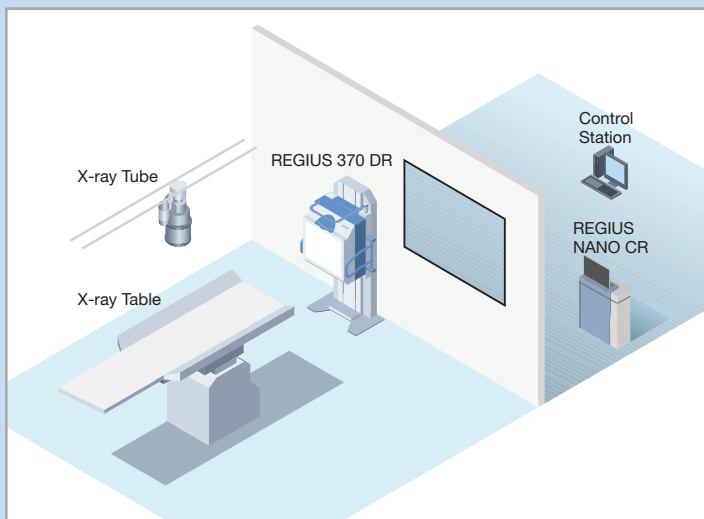 Control
Station
REGIUS 370 DR
X-ray Tube
REGIUS
NANO CR
X-ray Table